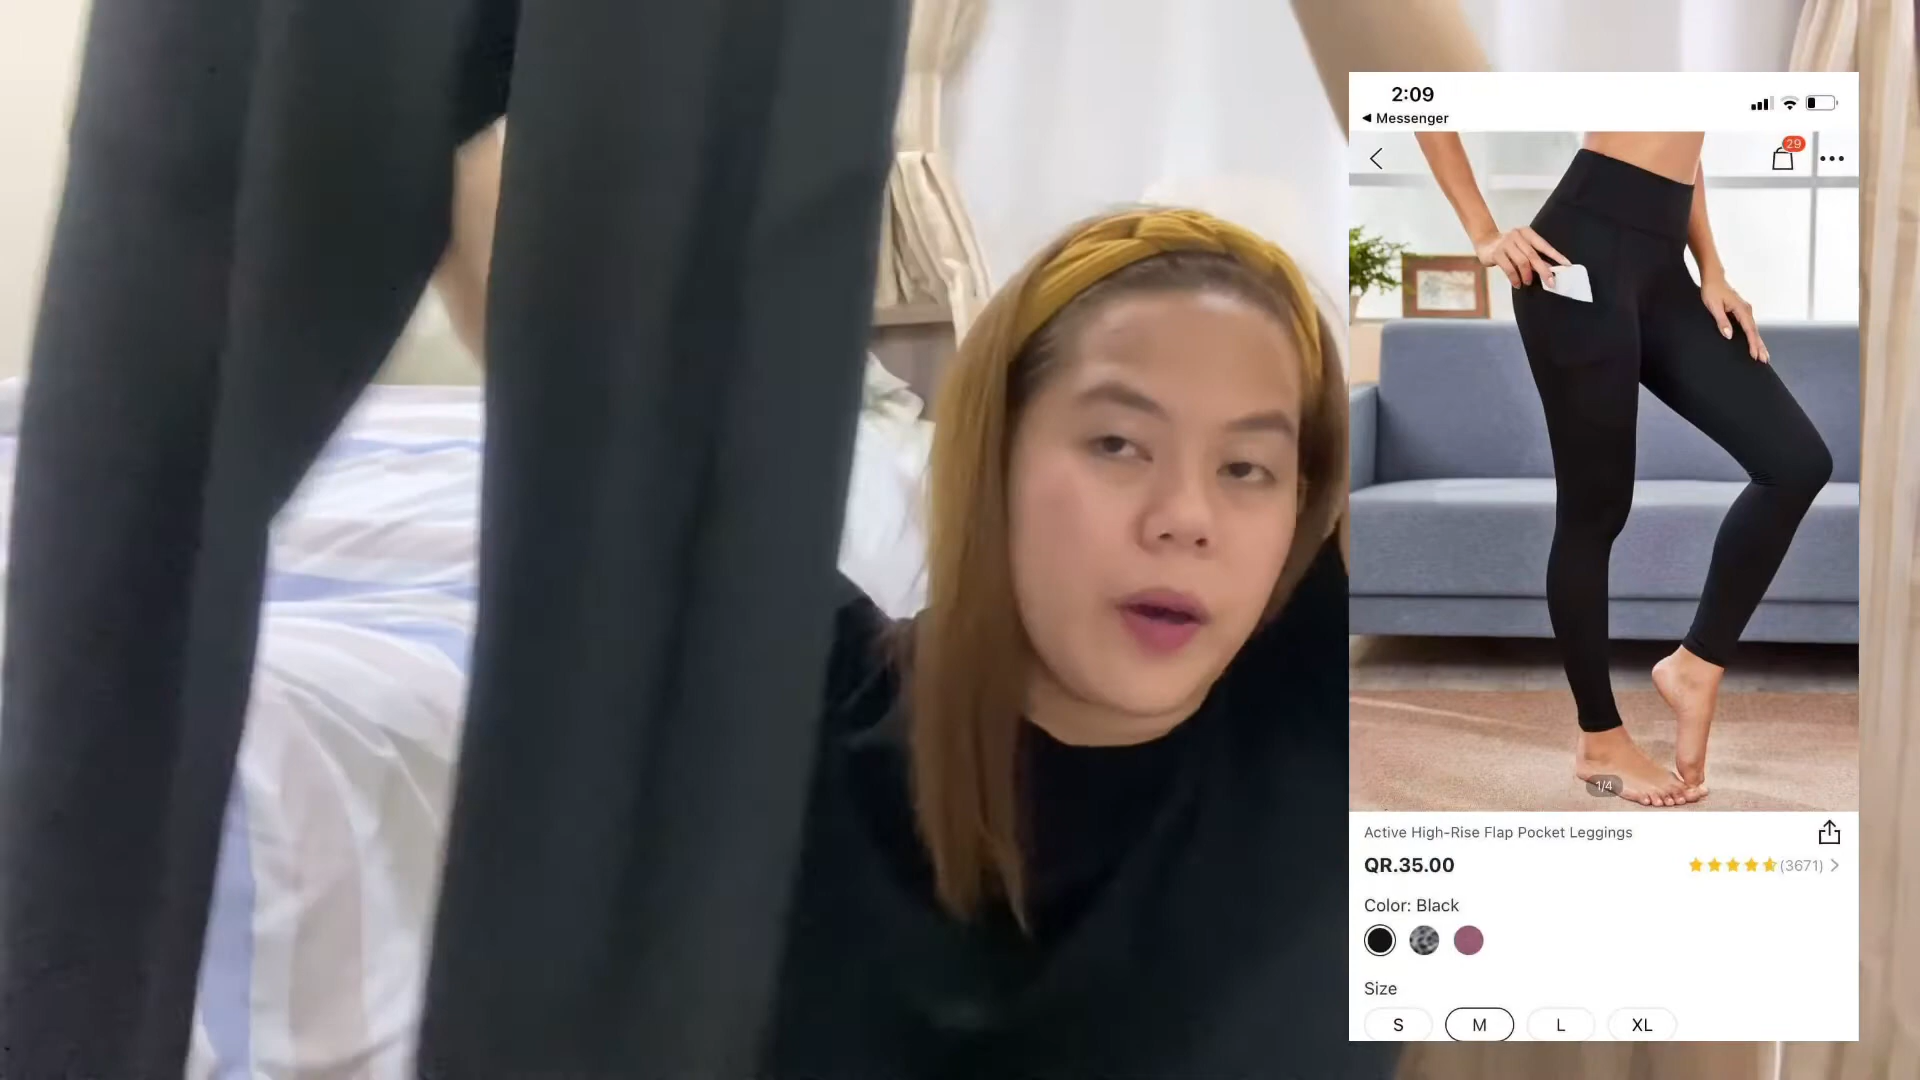 2:09
◀ Messenger
29
1/4
Active High-Rise Flap Pocket Leggings
QR.35.00
(3671)
Color: Black
Size
S M L XL